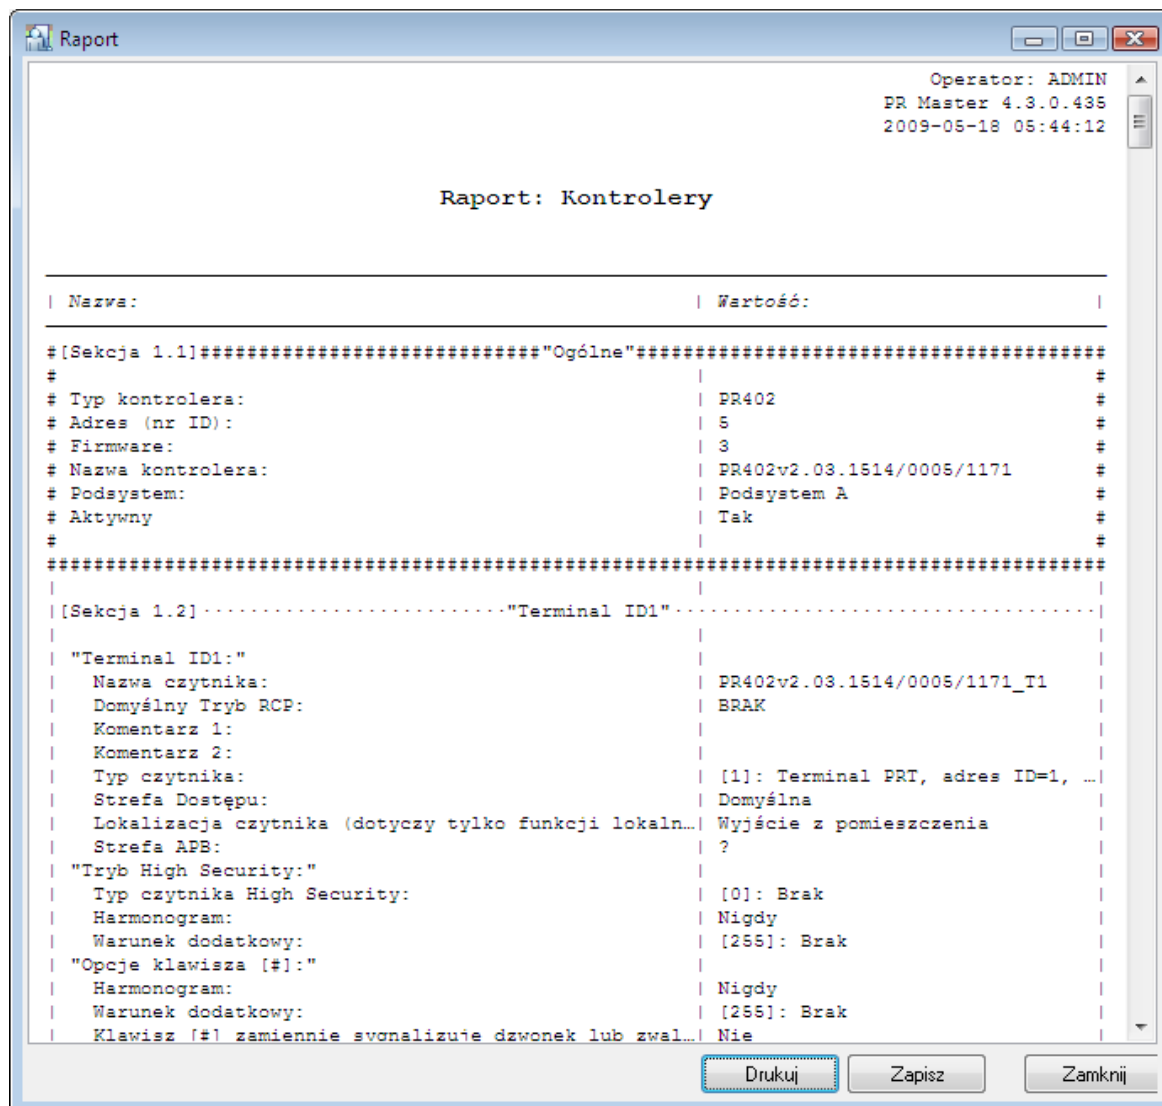 Raport
Operator: ADMIN
PR Master 4.3.0.435
2009-05-18 05:44:12
Raport: Kontrolery
| Nazwa: | Wartość: |
#[Sekcja 1.1]#############################"Ogólne"########################################
# | #
# Typ kontrolera: | PR402 #
# Adres (nr ID): | 5 #
# Firmware: | 3 #
# Nazwa kontrolera: | PR402v2.03.1514/0005/1171 #
# Podsystem: | Podsystem A #
# Aktywny | Tak #
# | #
##########################################################################################
| | |
|[Sekcja 1.2]··························"Terminal ID1"····································|
| | |
| "Terminal ID1:" | |
| Nazwa czytnika: | PR402v2.03.1514/0005/1171_T1 |
| Domyślny Tryb RCP: | BRAK |
| Komentarz 1: | |
| Komentarz 2: | |
| Typ czytnika: | [1]: Terminal PRT, adres ID=1, …|
| Strefa Dostępu: | Domyślna |
| Lokalizacja czytnika (dotyczy tylko funkcji lokaln…| Wyjście z pomieszczenia |
| Strefa APB: | ? |
| "Tryb High Security:" | |
| Typ czytnika High Security: | [0]: Brak |
| Harmonogram: | Nigdy |
| Warunek dodatkowy: | [255]: Brak |
| "Opcje klawisza [#]:" | |
| Harmonogram: | Nigdy |
| Warunek dodatkowy: | [255]: Brak |
| Klawisz [#] zamiennie sygnalizuje dzwonek lub zwal…| Nie |
Drukuj Zapisz Zamknij